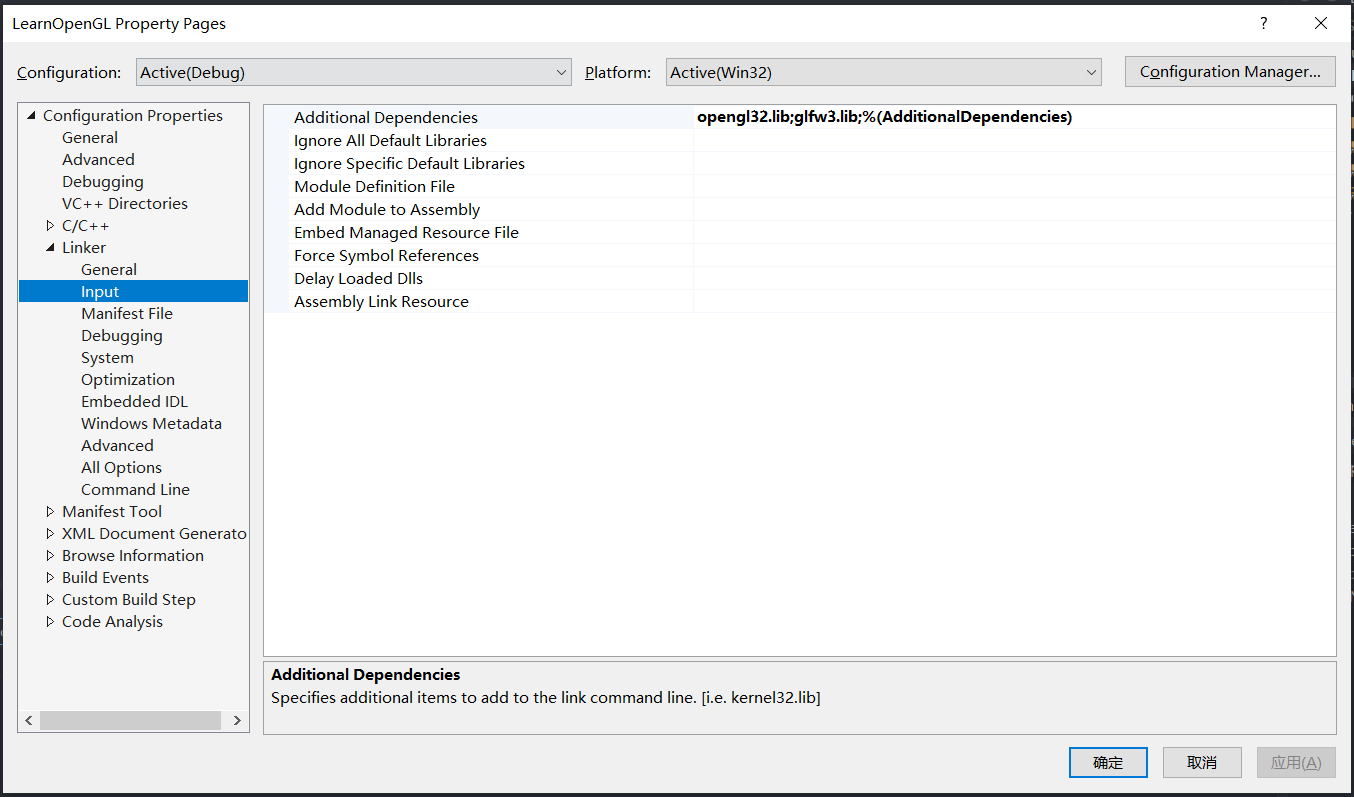 LearnOpenGL Property Pages ?
Configuration: Active(Debug) Platform: Active(Win32) Configuration Manager...
Configuration Properties
General
Advanced
Debugging
VC++ Directories
C/C++
Linker
General
Input
Manifest File
Debugging
System
Optimization
Embedded IDL
Windows Metadata
Advanced
All Options
Command Line
Manifest Tool
XML Document Generato
Browse Information
Build Events
Custom Build Step
Code Analysis
Additional Dependencies opengl32.lib;glfw3.lib;%(AdditionalDependencies)
Ignore All Default Libraries
Ignore Specific Default Libraries
Module Definition File
Add Module to Assembly
Embed Managed Resource File
Force Symbol References
Delay Loaded Dlls
Assembly Link Resource
Additional Dependencies
Specifies additional items to add to the link command line. [i.e. kernel32.lib]
确定 取消 应用(A)